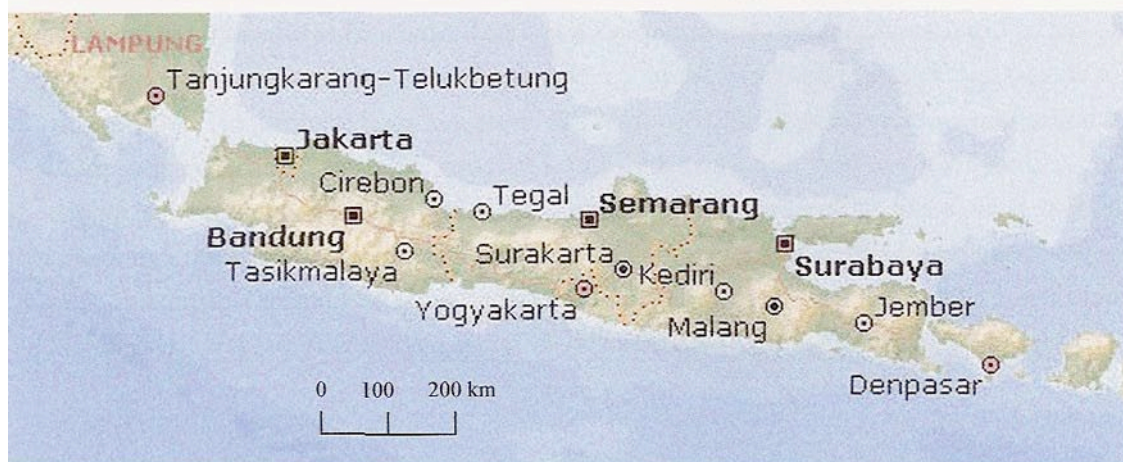 LAMPUNG
Tanjungkarang-Telukbetung
Jakarta
Cirebon
Tegal
Semarang
Bandung
Surakarta
Tasikmalaya
Kediri
Surabaya
Yogyakarta
Malang
Jember
Denpasar
0 100 200 km